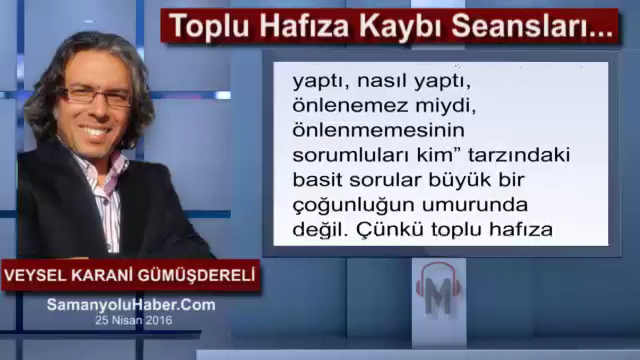 Toplu Hafıza Kaybı Seansları...
yaptı, nasıl yaptı,
önlenemez miydi,
önlenmemesinin
sorumluları kim” tarzındaki
basit sorular büyük bir
çoğunluğun umurunda
değil. Çünkü toplu hafıza
VEYSEL KARANİ GÜMÜŞDERELİ
SamanyoluHaber.Com
25 Nisan 2016
M